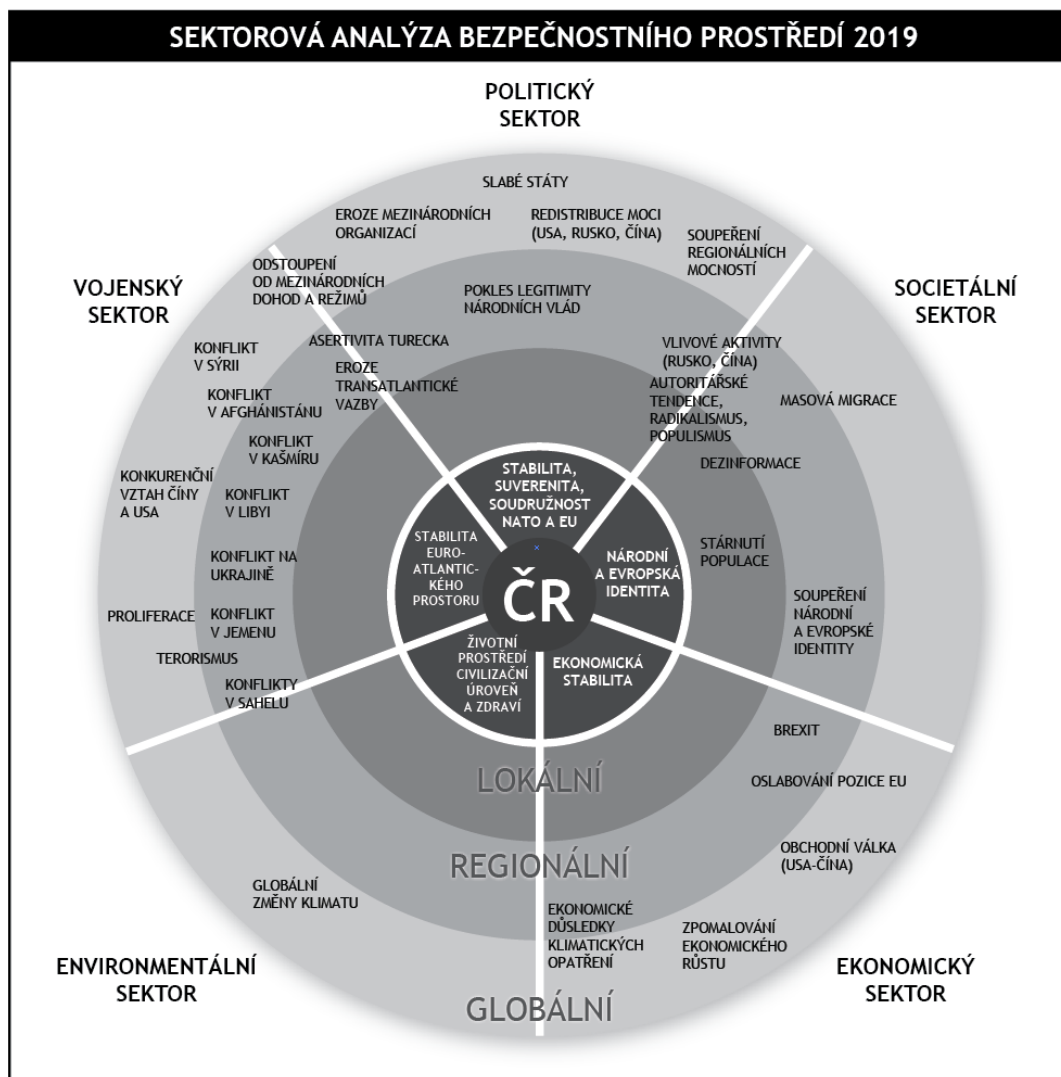 SEKTOROVÁ ANALÝZA BEZPEČNOSTNÍHO PROSTŘEDÍ 2019
POLITICKÝ
SEKTOR
SLABÉ STÁTY
EROZE MEZINÁRODNÍCH
ORGANIZACÍ
REDISTRIBUCE MOCI
(USA, RUSKO, ČÍNA)
SOUPEŘENÍ
REGIONÁLNÍCH
MOCNOSTÍ
ODSTOUPENÍ
OD MEZINÁRODNÍCH
DOHOD A REŽIMŮ
POKLES LEGITIMITY
NÁRODNÍCH VLÁD
VOJENSKÝ
SEKTOR
SOCIETÁLNÍ
SEKTOR
ASERTIVITA TURECKA
EROZE
TRANSATLANTICKÉ
VAZBY
VLIVOVÉ AKTIVITY
(RUSKO, ČÍNA)
AUTORITÁŘSKÉ
TENDENCE,
RADIKALISMUS,
POPULISMUS
MASOVÁ MIGRACE
DEZINFORMACE
KONFLIKT
V SÝRII
KONFLIKT
V AFGHÁNISTÁNU
KONFLIKT
V KAŠMÍRU
KONKURENČNÍ
VZTAH ČÍNY
A USA
KONFLIKT
V LIBYI
KONFLIKT NA
UKRAJINĚ
PROLIFERACE
KONFLIKT
V JEMENU
TERORISMUS
KONFLIKTY
V SAHELU
STABILITA,
SUVERENITA,
SOUDRUŽNOST
NATO A EU
STABILITA
EURO-
ATLANTIC-
KÉHO
PROSTORU
NÁRODNÍ
A EVROPSKÁ
IDENTITA
ČR
ŽIVOTNÍ
PROSTŘEDÍ
CIVILIZAČNÍ
ÚROVEŇ
A ZDRAVÍ
EKONOMICKÁ
STABILITA
STÁRNUTÍ
POPULACE
SOUPEŘENÍ
NÁRODNÍ
A EVROPSKÉ
IDENTITY
BREXIT
OSLABOVÁNÍ POZICE EU
OBCHODNÍ VÁLKA
(USA-ČÍNA)
LOKÁLNÍ
REGIONÁLNÍ
GLOBÁLNÍ
GLOBÁLNÍ
ZMĚNY KLIMATU
EKONOMICKÉ
DŮSLEDKY
KLIMATICKÝCH
OPATŘENÍ
ZPOMALOVÁNÍ
EKONOMICKÉHO
RŮSTU
ENVIRONMENTÁLNÍ
SEKTOR
EKONOMICKÝ
SEKTOR